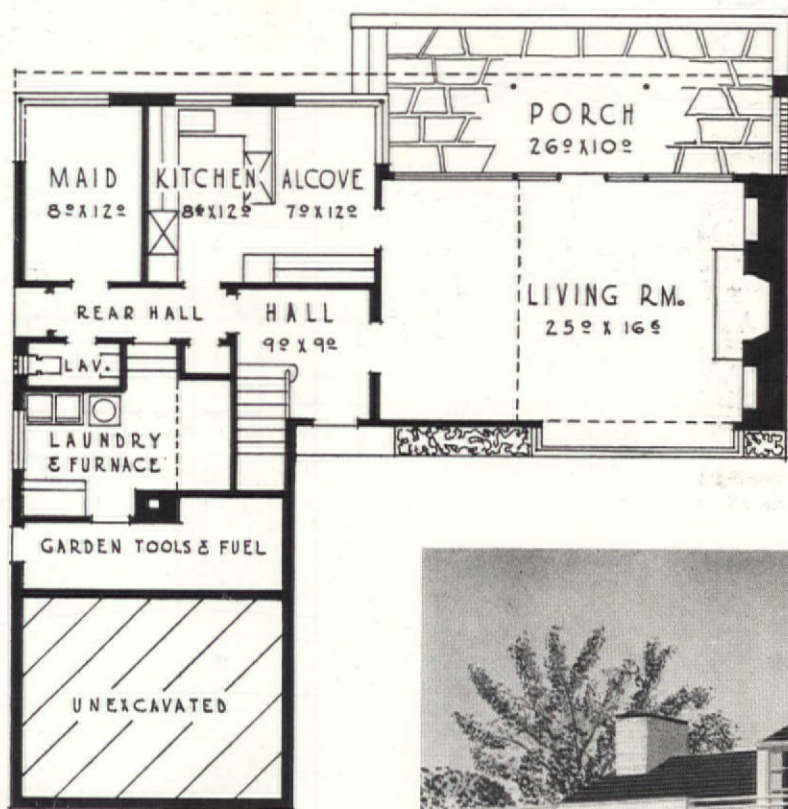 PORCH
26⁰ X 10⁰
MAID
8⁰ X 12⁰
KITCHEN
8⁶ X 12⁰
ALCOVE
7⁰ X 12⁰
LIVING RM.
25⁰ X 16⁶
REAR HALL
HALL
9⁰ X 9⁰
LAV.
LAUNDRY
& FURNACE
GARDEN TOOLS & FUEL
UNEXCAVATED